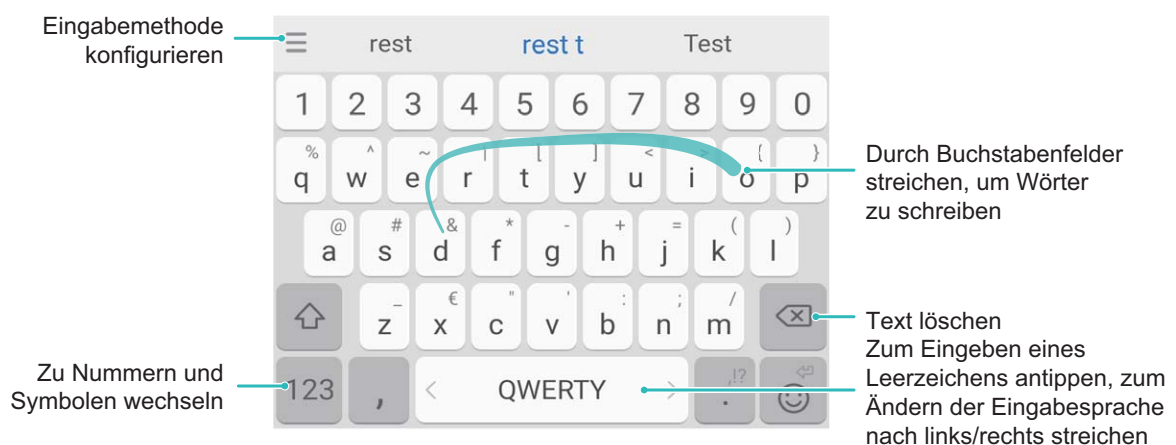 Eingabemethode
konfigurieren
rest rest t Test
1 2 3 4 5 6 7 8 9 0
% ^ ~ | [ ] < > { }
q w e r t y u i o p
Durch Buchstabenfelder
streichen, um Wörter
zu schreiben
@ # & * - + = ( )
a s d f g h j k l
_ € " ' : ; /
z x c v b n m
Text löschen
Zu Nummern und
Symbolen wechseln
123 , < QWERTY > ,!? .
Zum Eingeben eines
Leerzeichens antippen, zum
Ändern der Eingabesprache
nach links/rechts streichen